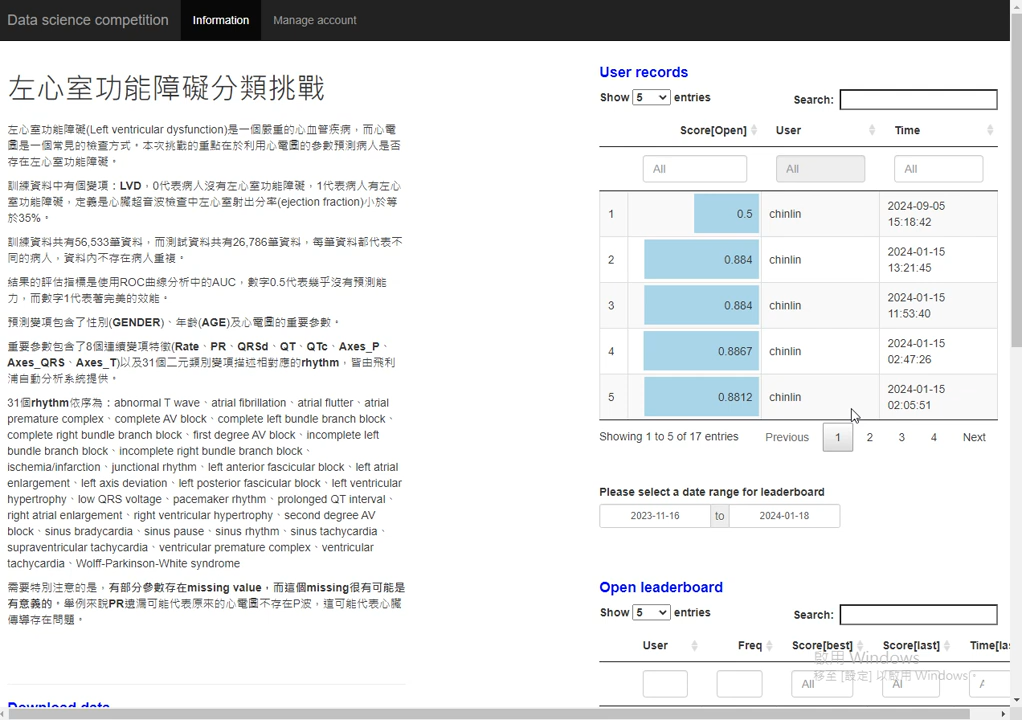 Data science competition Information Manage account
左心室功能障礙分類挑戰
左心室功能障礙(Left ventricular dysfunction)是一個嚴重的心血管疾病，而心電
圖是一個常見的檢查方式。本次挑戰的重點在於利用心電圖的參數預測病人是否
存在左心室功能障礙。
訓練資料中有個變項：LVD，0代表病人沒有左心室功能障礙，1代表病人有左心
室功能障礙，定義是心臟超音波檢查中左心室射出分率(ejection fraction)小於等
於35%。
訓練資料共有56,533筆資料，而測試資料共有26,786筆資料，每筆資料都代表不
同的病人，資料內不存在病人重複。
結果的評估指標是使用ROC曲線分析中的AUC，數字0.5代表幾乎沒有預測能
力，而數字1代表著完美的效能。
預測變項包含了性別(GENDER)、年齡(AGE)及心電圖的重要參數。
重要參數包含了8個連續變項特徵(Rate、PR、QRSd、QT、QTc、Axes_P、
Axes_QRS、Axes_T)以及31個二元類別變項描述相對應的rhythm，皆由飛利
浦自動分析系統提供。
31個rhythm依序為：abnormal T wave、atrial fibrillation、atrial flutter、atrial
premature complex、complete AV block、complete left bundle branch block、
complete right bundle branch block、first degree AV block、incomplete left
bundle branch block、incomplete right bundle branch block、
ischemia/infarction、junctional rhythm、left anterior fascicular block、left atrial
enlargement、left axis deviation、left posterior fascicular block、left ventricular
hypertrophy、low QRS voltage、pacemaker rhythm、prolonged QT interval、
right atrial enlargement、right ventricular hypertrophy、second degree AV
block、sinus bradycardia、sinus pause、sinus rhythm、sinus tachycardia、
supraventricular tachycardia、ventricular premature complex、ventricular
tachycardia、Wolff-Parkinson-White syndrome
需要特別注意的是，有部分參數存在missing value，而這個missing很有可能是
有意義的。舉例來說PR遺漏可能代表原來的心電圖不存在P波，這可能代表心臟
傳導存在問題。
Download data
User records
Show 5 entries Search:
Score[Open] User Time
All All All
1 0.5 chinlin 2024-09-05
15:18:42
2 0.884 chinlin 2024-01-15
13:21:45
3 0.884 chinlin 2024-01-15
11:53:40
4 0.8867 chinlin 2024-01-15
02:47:26
5 0.8812 chinlin 2024-01-15
02:05:51
Showing 1 to 5 of 17 entries Previous 1 2 3 4 Next
Please select a date range for leaderboard
2023-11-16 to 2024-01-18
Open leaderboard
Show 5 entries Search:
User Freq Score[best] Score[last] Time[la
啟用 Windows
移至 [設定] 以啟用 Windows。
All Al